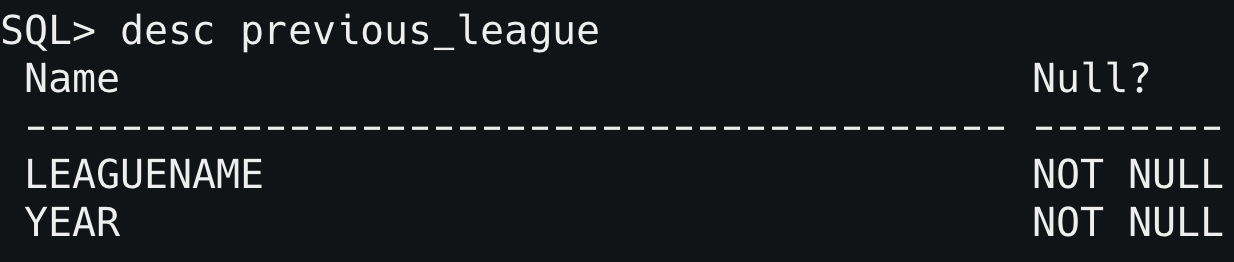 SQL> desc previous_league
Name Null?
----------------------------------------- --------
LEAGUENAME NOT NULL
YEAR NOT NULL